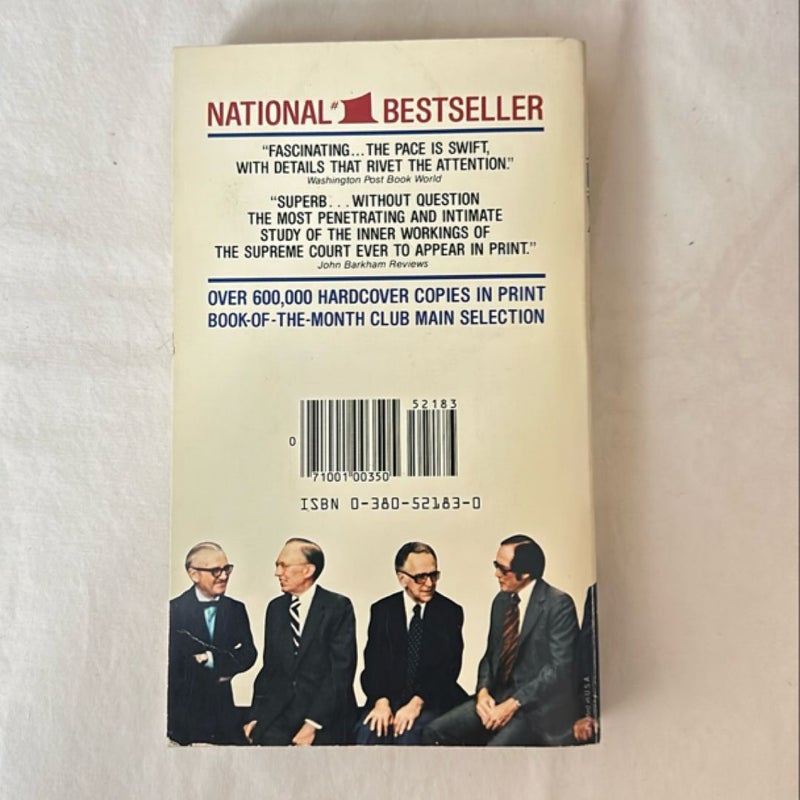 NATIONAL #1 BESTSELLER
“FASCINATING...THE PACE IS SWIFT,
WITH DETAILS THAT RIVET THE ATTENTION.”
Washington Post Book World
“SUPERB...WITHOUT QUESTION
THE MOST PENETRATING AND INTIMATE
STUDY OF THE INNER WORKINGS OF
THE SUPREME COURT EVER TO APPEAR IN PRINT.”
John Barkham Reviews
OVER 600,000 HARDCOVER COPIES IN PRINT
BOOK-OF-THE-MONTH CLUB MAIN SELECTION
52183
0
71001 00350
ISBN 0-380-52183-0
USA